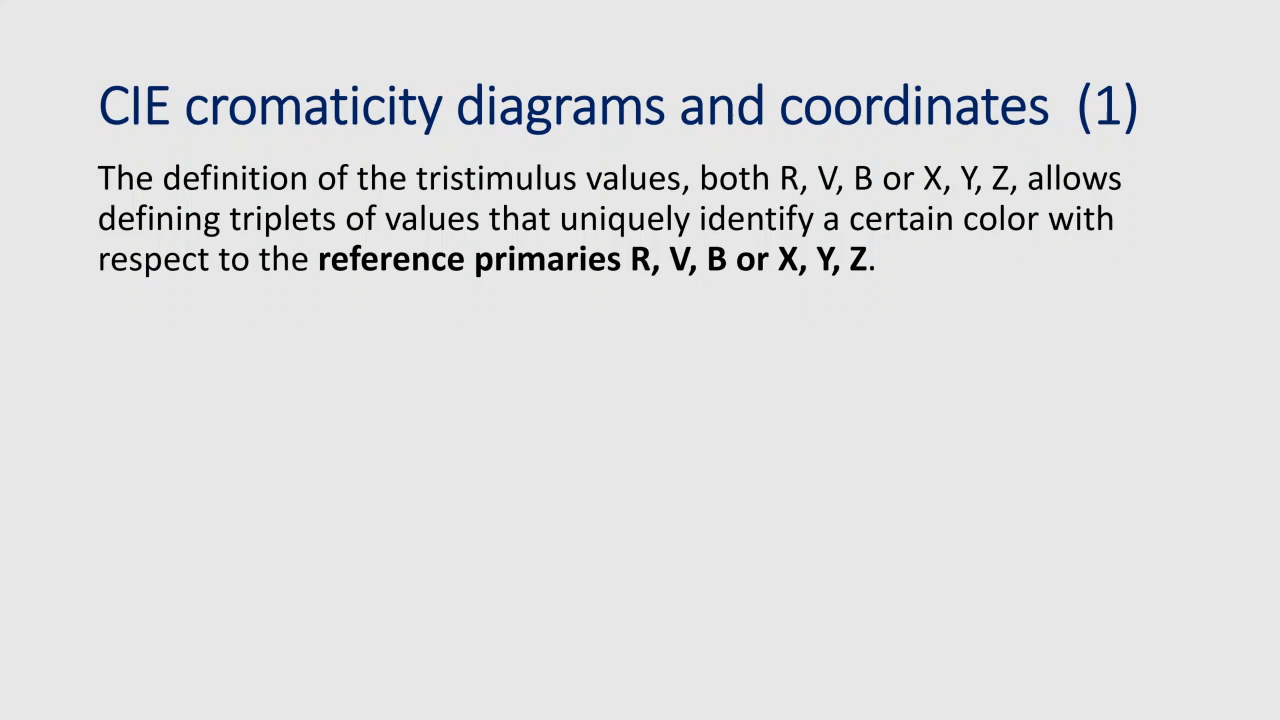 CIE cromaticity diagrams and coordinates (1)
The definition of the tristimulus values, both R, V, B or X, Y, Z, allows
defining triplets of values that uniquely identify a certain color with
respect to the reference primaries R, V, B or X, Y, Z.